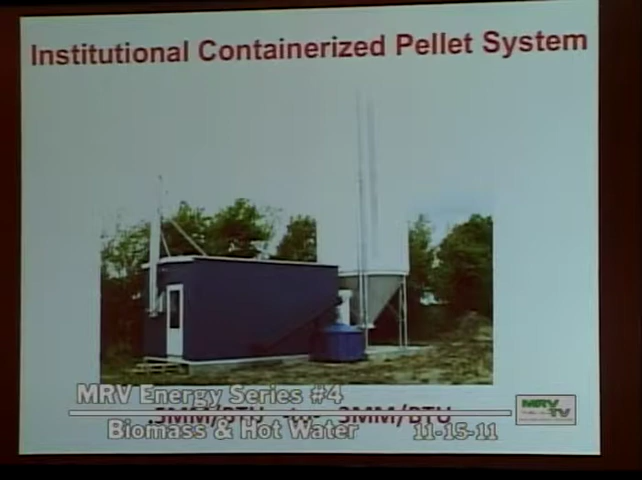 Institutional Containerized Pellet System
MRV Energy Series #4
.5MM/BTU to 3MM/BTU
Biomass & Hot Water 11-15-11
MRV
TV